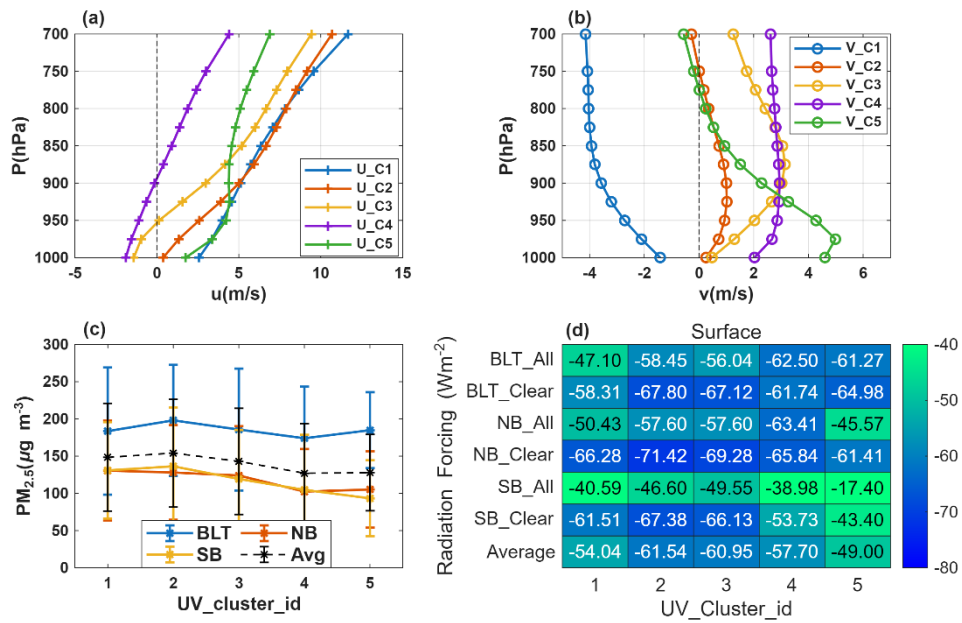 (a)
700
750
800
850
900
950
1000
P(hPa)
-5 0 5 10 15
u(m/s)
U_C1
U_C2
U_C3
U_C4
U_C5
(b)
700
750
800
850
900
950
1000
P(hPa)
-4 -2 0 2 4 6
v(m/s)
V_C1
V_C2
V_C3
V_C4
V_C5
(c)
300
250
200
150
100
50
0
PM2.5(µg m-3)
BLT NB
SB Avg
1 2 3 4 5
UV_cluster_id
(d) Surface
Radiation Forcing (Wm-2)
BLT_All -47.10 -58.45 -56.04 -62.50 -61.27
BLT_Clear -58.31 -67.80 -67.12 -61.74 -64.98
NB_All -50.43 -57.60 -57.60 -63.41 -45.57
NB_Clear -66.28 -71.42 -69.28 -65.84 -61.41
SB_All -40.59 -46.60 -49.55 -38.98 -17.40
SB_Clear -61.51 -67.38 -66.13 -53.73 -43.40
Average -54.04 -61.54 -60.95 -57.70 -49.00
1 2 3 4 5
UV_Cluster_id
-40
-50
-60
-70
-80